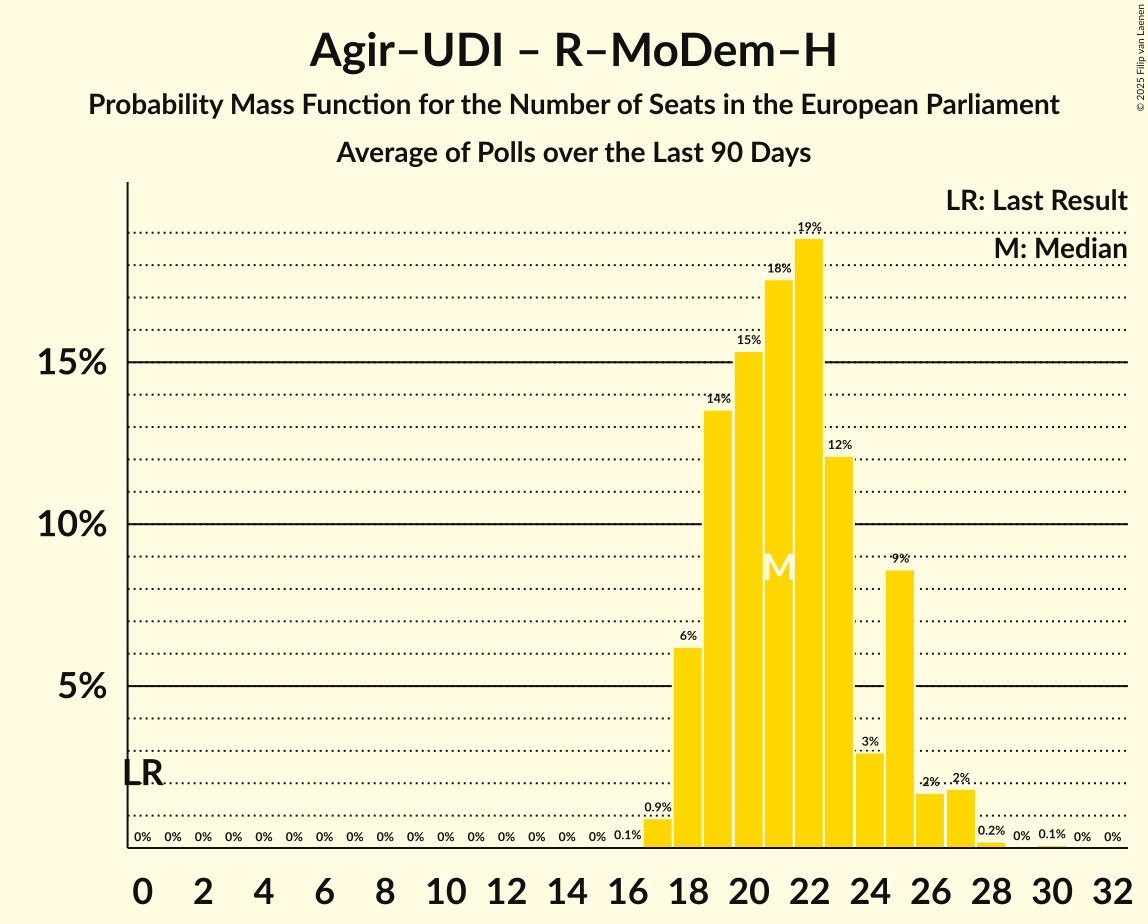 Agir–UDI – R–MoDem–H
Probability Mass Function for the Number of Seats in the European Parliament
Average of Polls over the Last 90 Days
© 2025 Filip van Laenen
LR: Last Result
M: Median
15%
10%
5%
LR
M
0% 0% 0% 0% 0% 0% 0% 0% 0% 0% 0% 0% 0% 0% 0% 0% 0.1% 0.9% 6% 14% 15% 18% 19% 12% 3% 9% 2% 2% 0.2% 0% 0.1% 0% 0%
0 2 4 6 8 10 12 14 16 18 20 22 24 26 28 30 32